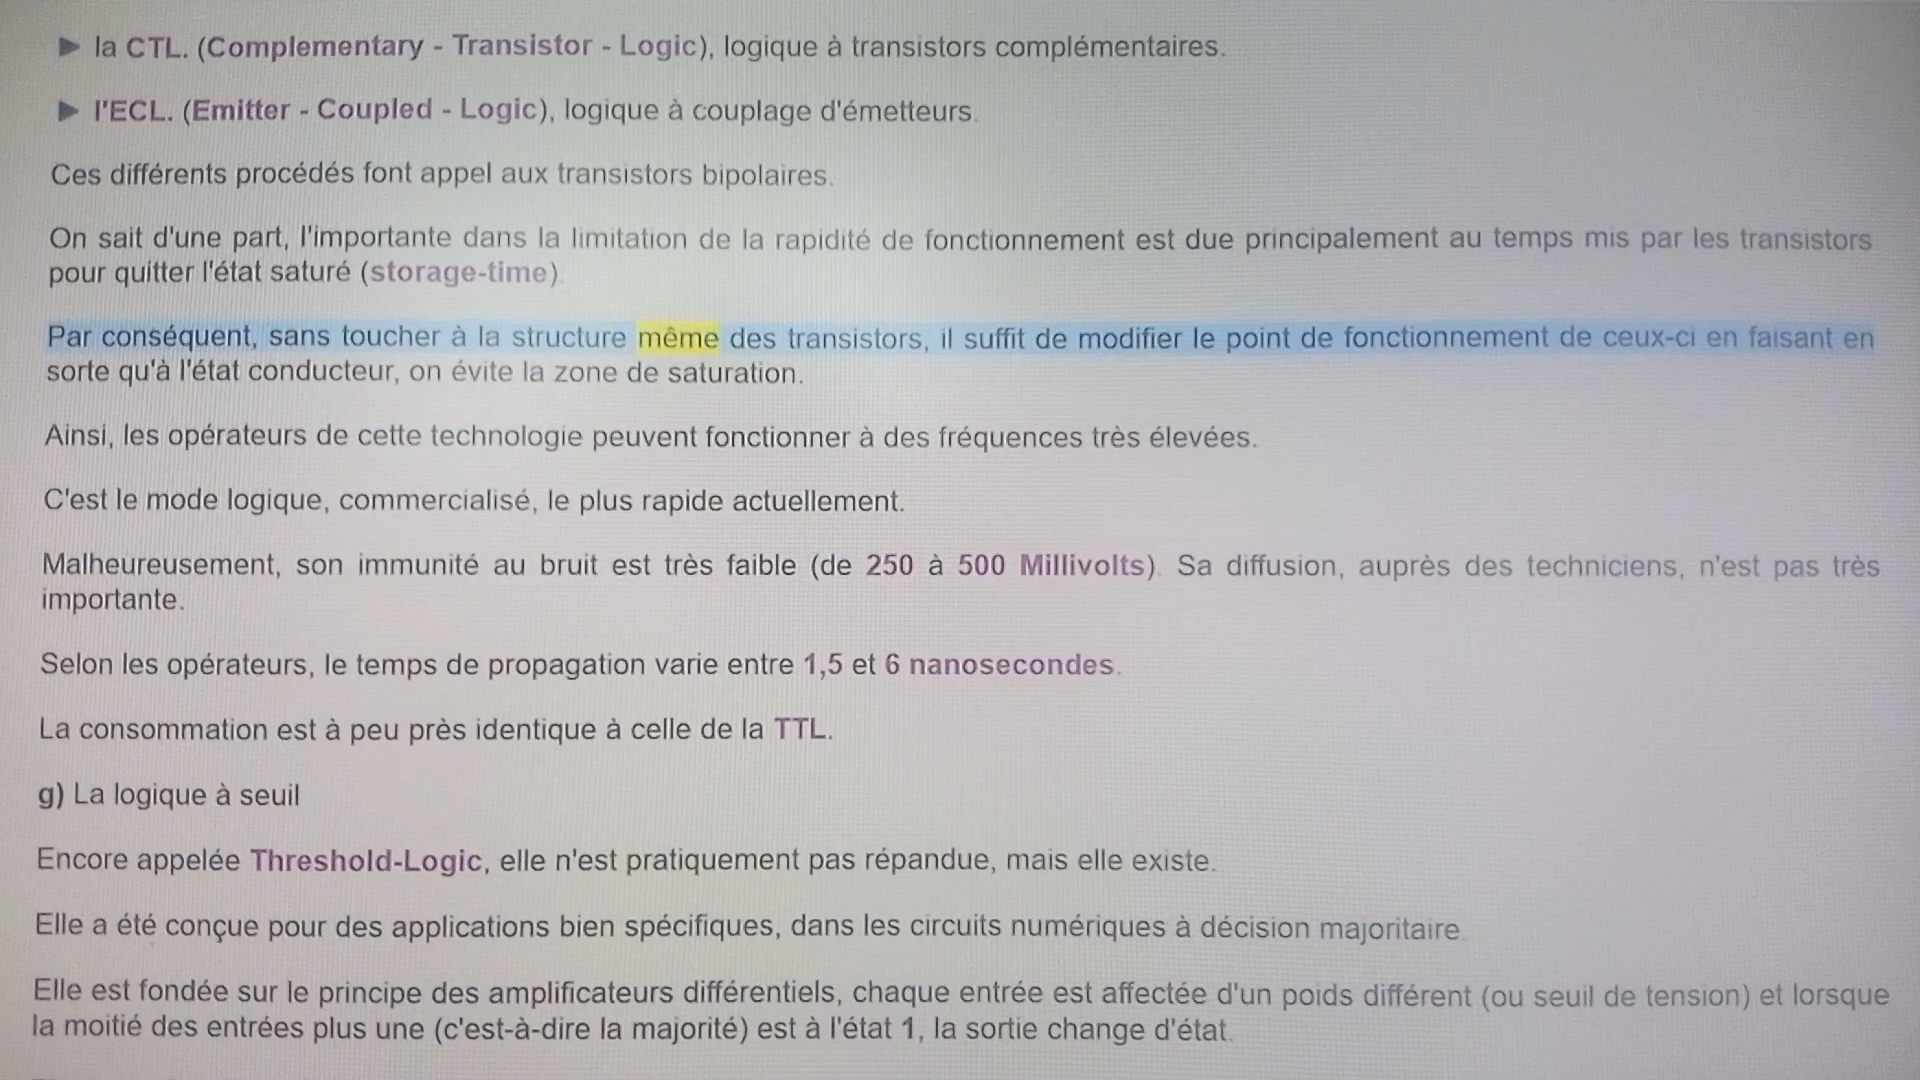 ► la CTL. (Complementary - Transistor - Logic), logique à transistors complémentaires.
► l'ECL. (Emitter - Coupled - Logic), logique à couplage d'émetteurs.
Ces différents procédés font appel aux transistors bipolaires.
On sait d'une part, l'importante dans la limitation de la rapidité de fonctionnement est due principalement au temps mis par les transistors
pour quitter l'état saturé (storage-time).
Par conséquent, sans toucher à la structure même des transistors, il suffit de modifier le point de fonctionnement de ceux-ci en faisant en
sorte qu'à l'état conducteur, on évite la zone de saturation.
Ainsi, les opérateurs de cette technologie peuvent fonctionner à des fréquences très élevées.
C'est le mode logique, commercialisé, le plus rapide actuellement.
Malheureusement, son immunité au bruit est très faible (de 250 à 500 Millivolts). Sa diffusion, auprès des techniciens, n'est pas très
importante.
Selon les opérateurs, le temps de propagation varie entre 1,5 et 6 nanosecondes.
La consommation est à peu près identique à celle de la TTL.
g) La logique à seuil
Encore appelée Threshold-Logic, elle n'est pratiquement pas répandue, mais elle existe.
Elle a été conçue pour des applications bien spécifiques, dans les circuits numériques à décision majoritaire.
Elle est fondée sur le principe des amplificateurs différentiels, chaque entrée est affectée d'un poids différent (ou seuil de tension) et lorsque
la moitié des entrées plus une (c'est-à-dire la majorité) est à l'état 1, la sortie change d'état.